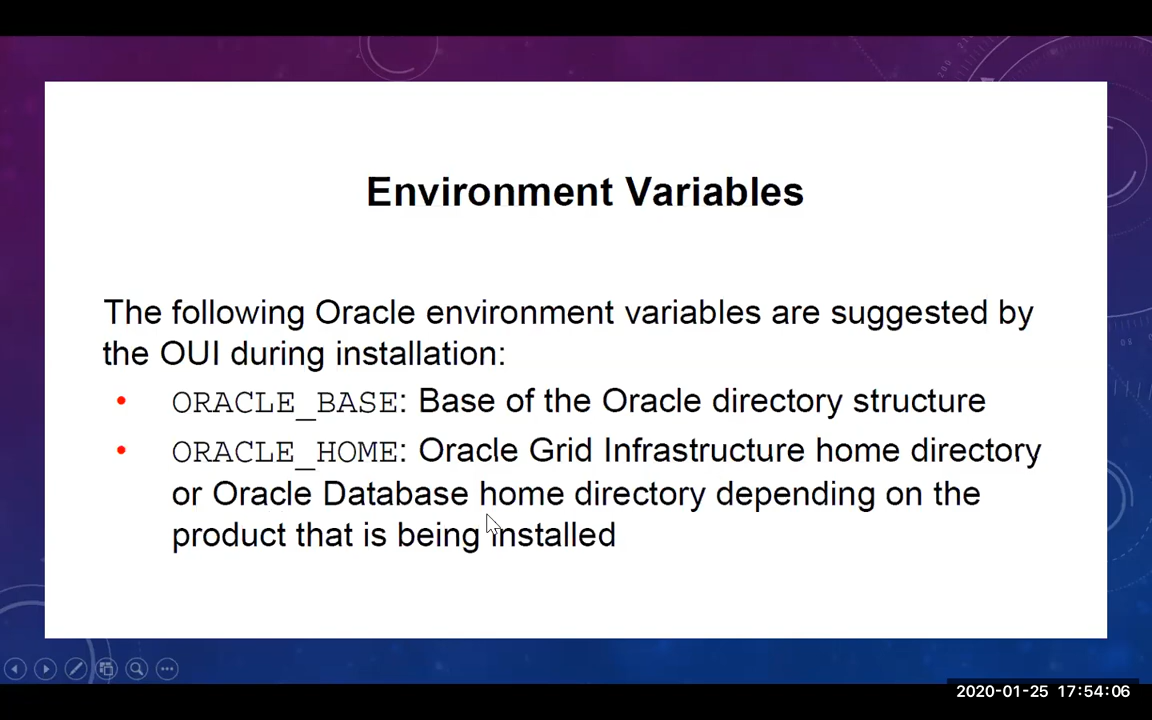 Environment Variables
The following Oracle environment variables are suggested by
the OUI during installation:
• ORACLE_BASE: Base of the Oracle directory structure
• ORACLE_HOME: Oracle Grid Infrastructure home directory
or Oracle Database home directory depending on the
product that is being installed
2020-01-25 17:54:06